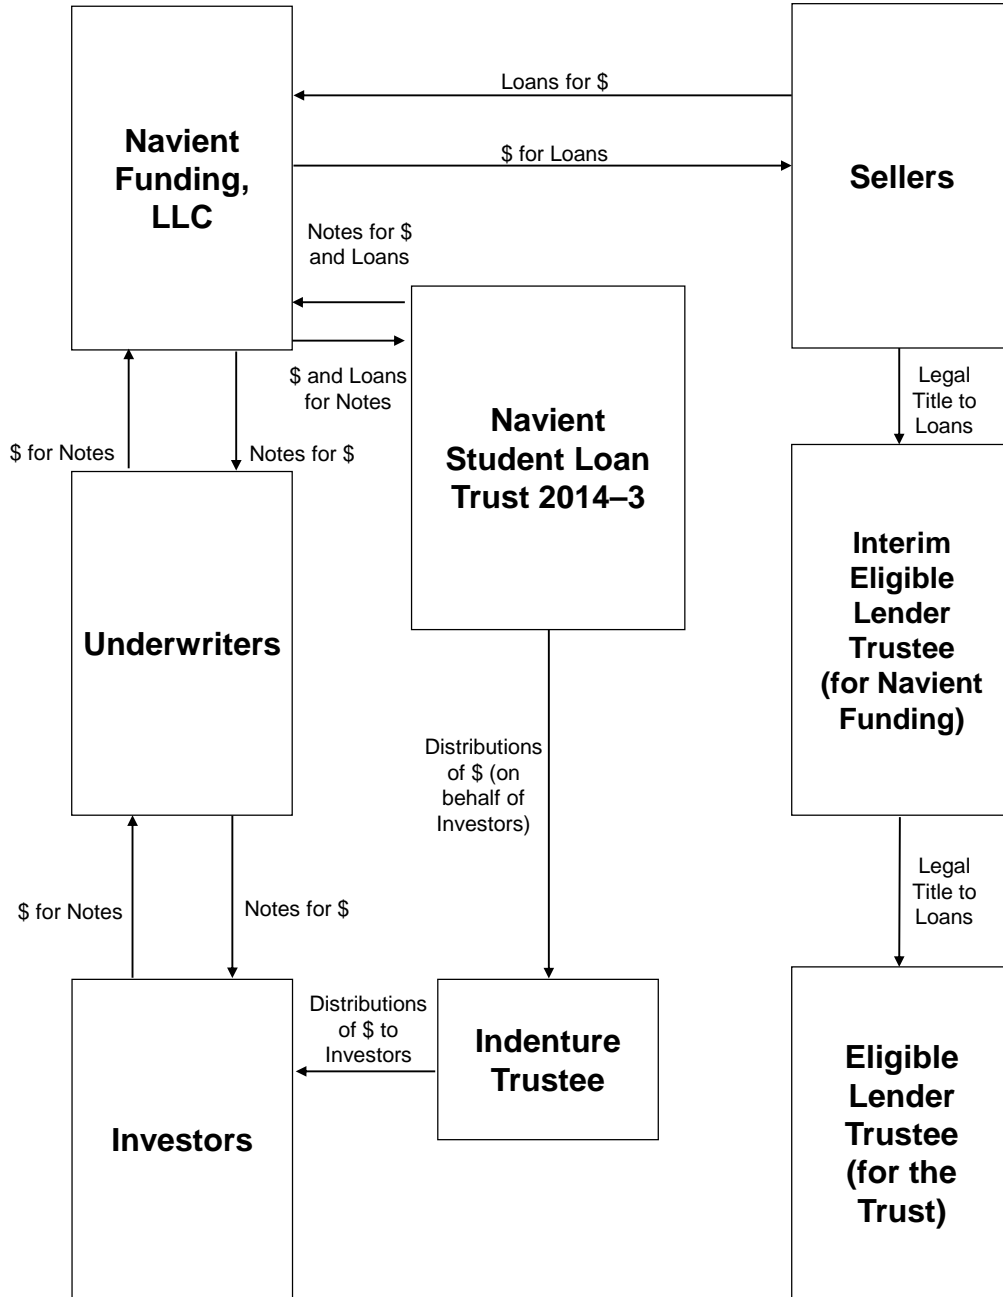 Loans for $
Navient
Funding,
LLC
$ for Loans
Sellers
Notes for $
and Loans
$ and Loans
for Notes
Legal
Title to
Loans
$ for Notes
Notes for $
Navient
Student Loan
Trust 2014–3
Interim
Eligible
Lender
Trustee
(for Navient
Funding)
Underwriters
Distributions
of $ (on
behalf of
Investors)
Legal
Title to
Loans
$ for Notes
Notes for $
Distributions
of $ to
Investors
Indenture
Trustee
Investors
Eligible
Lender
Trustee
(for the
Trust)